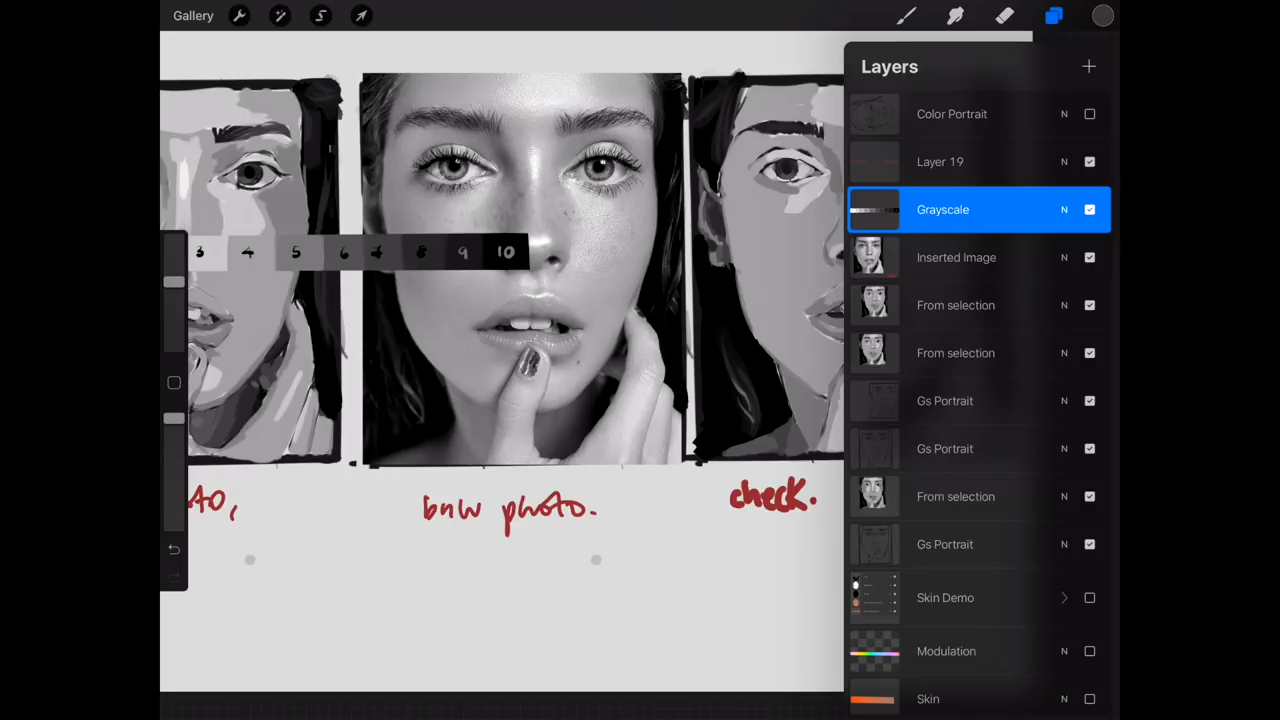 Gallery
Layers
Color Portrait N
Layer 19 N
Grayscale N
Inserted Image N
From selection N
From selection N
Gs Portrait N
Gs Portrait N
From selection N
Gs Portrait N
Skin Demo
Modulation N
Skin N
3 4 5 6 7 8 9 10
bnw photo.
check.